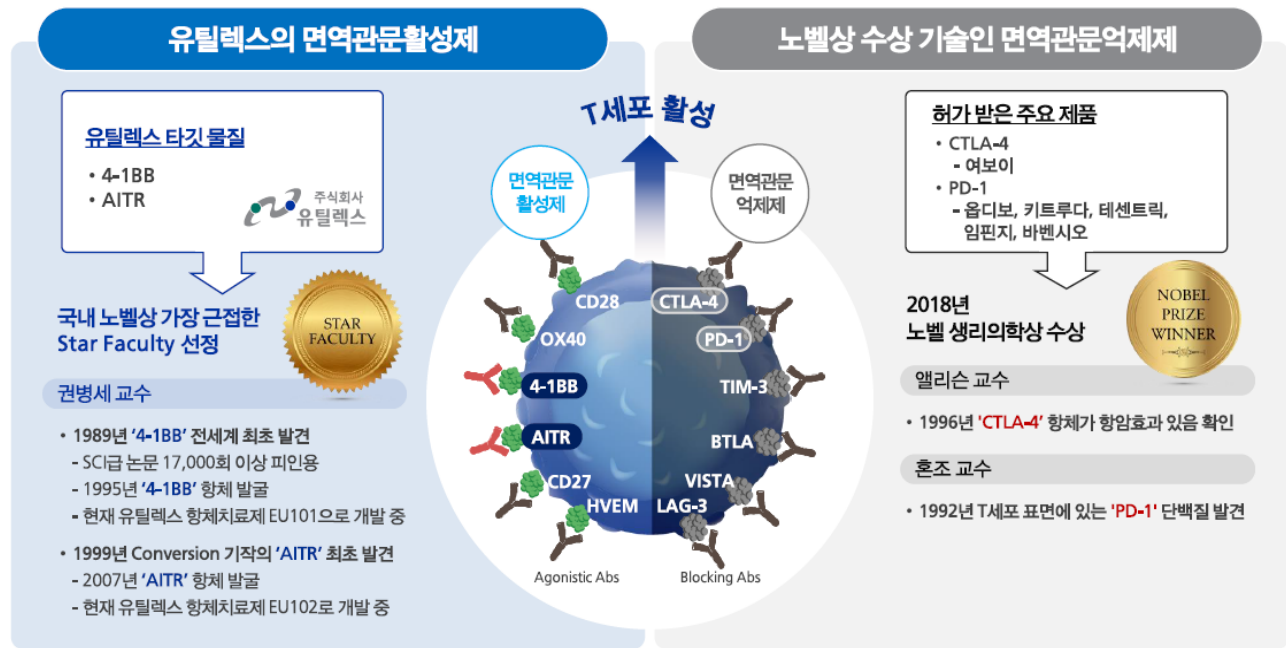 유틸렉스의 면역관문활성제
노벨상 수상 기술인 면역관문억제제
유틸렉스 타깃 물질
• 4-1BB
• AITR
주식회사
유틸렉스
국내 노벨상 가장 근접한
Star Faculty 선정
STAR
FACULTY
권병세 교수
• 1989년 ‘4-1BB’ 전세계 최초 발견
- SCI급 논문 17,000회 이상 피인용
- 1995년 ‘4-1BB’ 항체 발굴
- 현재 유틸렉스 항체치료제 EU101으로 개발 중
• 1999년 Conversion 기작의 ‘AITR’ 최초 발견
- 2007년 ‘AITR’ 항체 발굴
- 현재 유틸렉스 항체치료제 EU102로 개발 중
T세포 활성
면역관문
활성제
면역관문
억제제
CD28
CTLA-4
OX40
PD-1
4-1BB
TIM-3
AITR
BTLA
CD27
VISTA
HVEM
LAG-3
Agonistic Abs
Blocking Abs
허가 받은 주요 제품
• CTLA-4
- 여보이
• PD-1
- 옵디보, 키트루다, 테센트릭,
임핀지, 바벤시오
2018년
노벨 생리의학상 수상
NOBEL
PRIZE
WINNER
앨리슨 교수
• 1996년 'CTLA-4' 항체가 항암효과 있음 확인
혼조 교수
• 1992년 T세포 표면에 있는 'PD-1' 단백질 발견